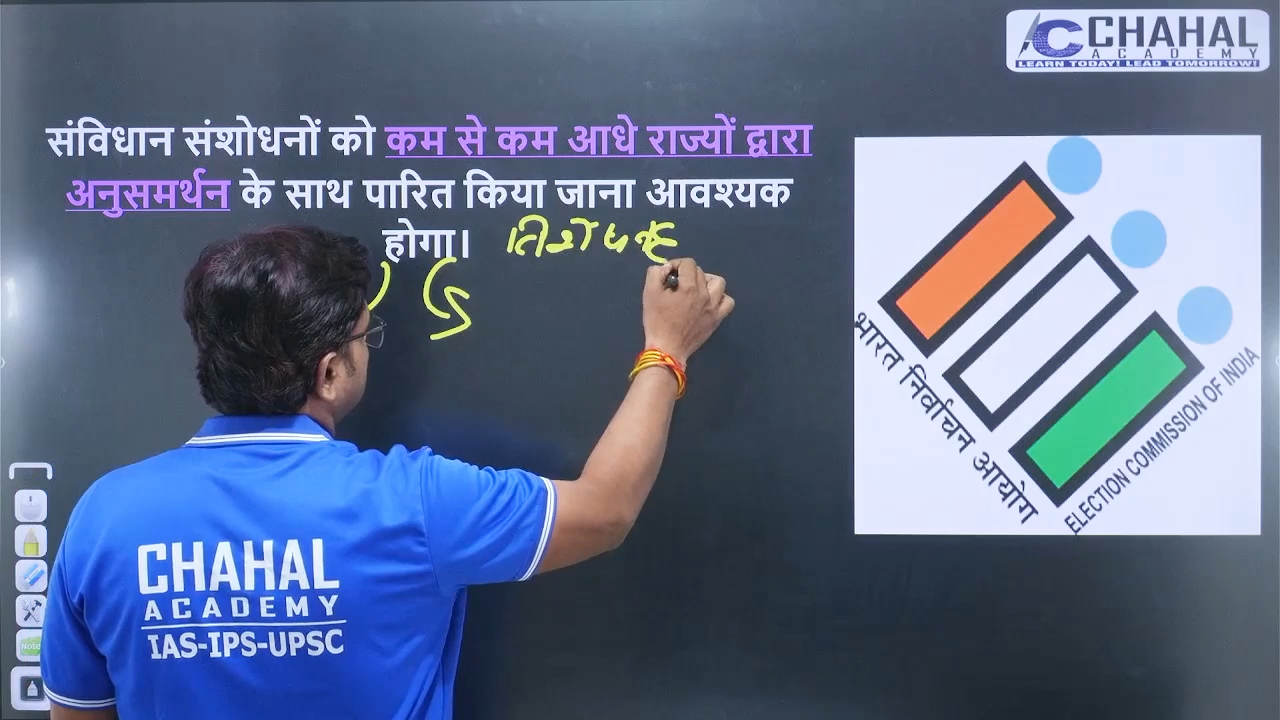 CHAHAL
ACADEMY
LEARN TODAY! LEAD TOMORROW!
संविधान संशोधनों को कम से कम आधे राज्यों द्वारा
अनुसमर्थन के साथ पारित किया जाना आवश्यक
होगा।
भारत निर्वाचन आयोग
ELECTION COMMISSION OF INDIA
CHAHAL
ACADEMY
IAS-IPS-UPSC
Note